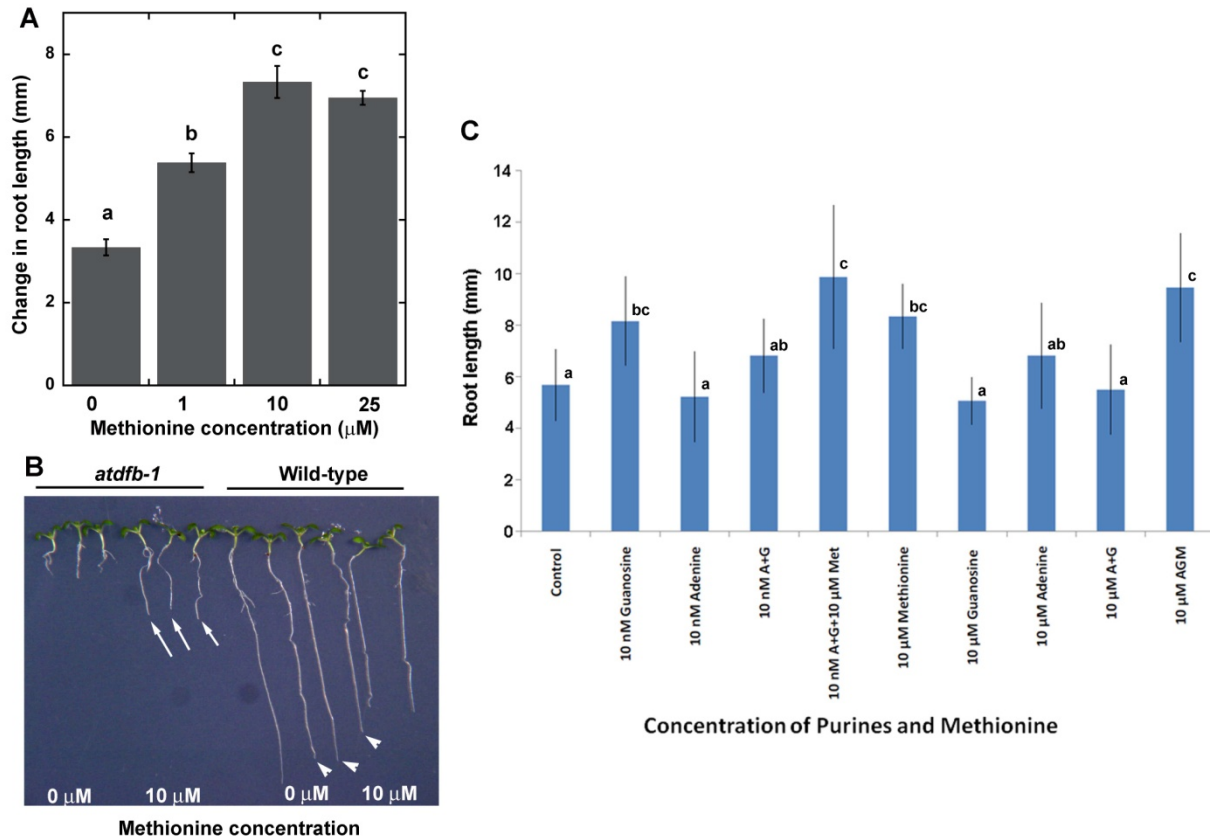 A
Change in root length (mm)
8
6
4
2
0
a
b
c
c
0 1 10 25
Methionine concentration (μM)
B
atdfb-1 Wild-type
0 μM 10 μM 0 μM 10 μM
Methionine concentration
C
Root length (mm)
14
12
10
8
6
4
2
0
a
bc
a
ab
c
bc
a
ab
a
c
Control
10 nM Guanosine
10 nM Adenine
10 nM A+G
10 nM A+G+10 μM Met
10 μM Methionine
10 μM Guanosine
10 μM Adenine
10 μM A+G
10 μM AGM
Concentration of Purines and Methionine